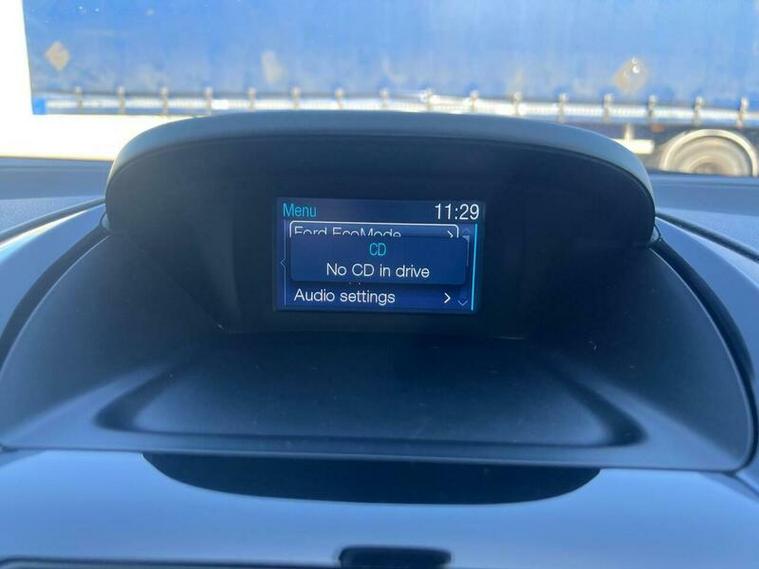 Menu 11:29
Ford EcoMode
CD
No CD in drive
Audio settings